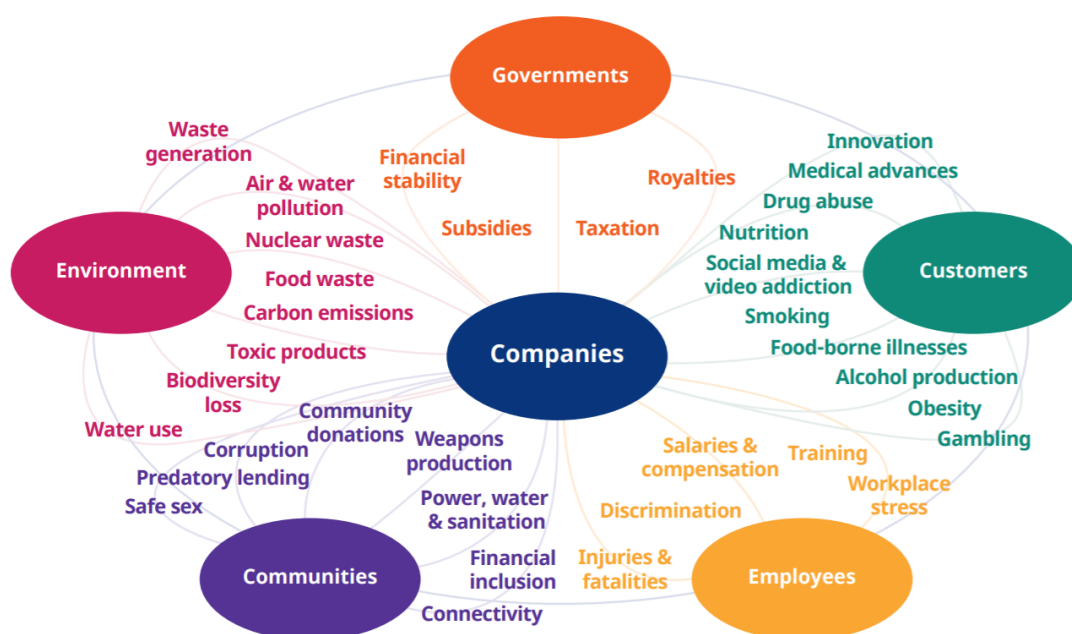 Governments
Waste
generation
Financial
stability
Royalties
Subsidies
Taxation
Innovation
Medical advances
Drug abuse
Nutrition
Social media &
video addiction
Smoking
Food-borne illnesses
Alcohol production
Obesity
Gambling
Customers
Air & water
pollution
Nuclear waste
Food waste
Carbon emissions
Toxic products
Biodiversity
loss
Water use
Environment
Companies
Community
donations
Corruption
Predatory lending
Safe sex
Weapons
production
Power, water
& sanitation
Financial
inclusion
Connectivity
Communities
Salaries &
compensation
Training
Workplace
stress
Discrimination
Injuries &
fatalities
Employees